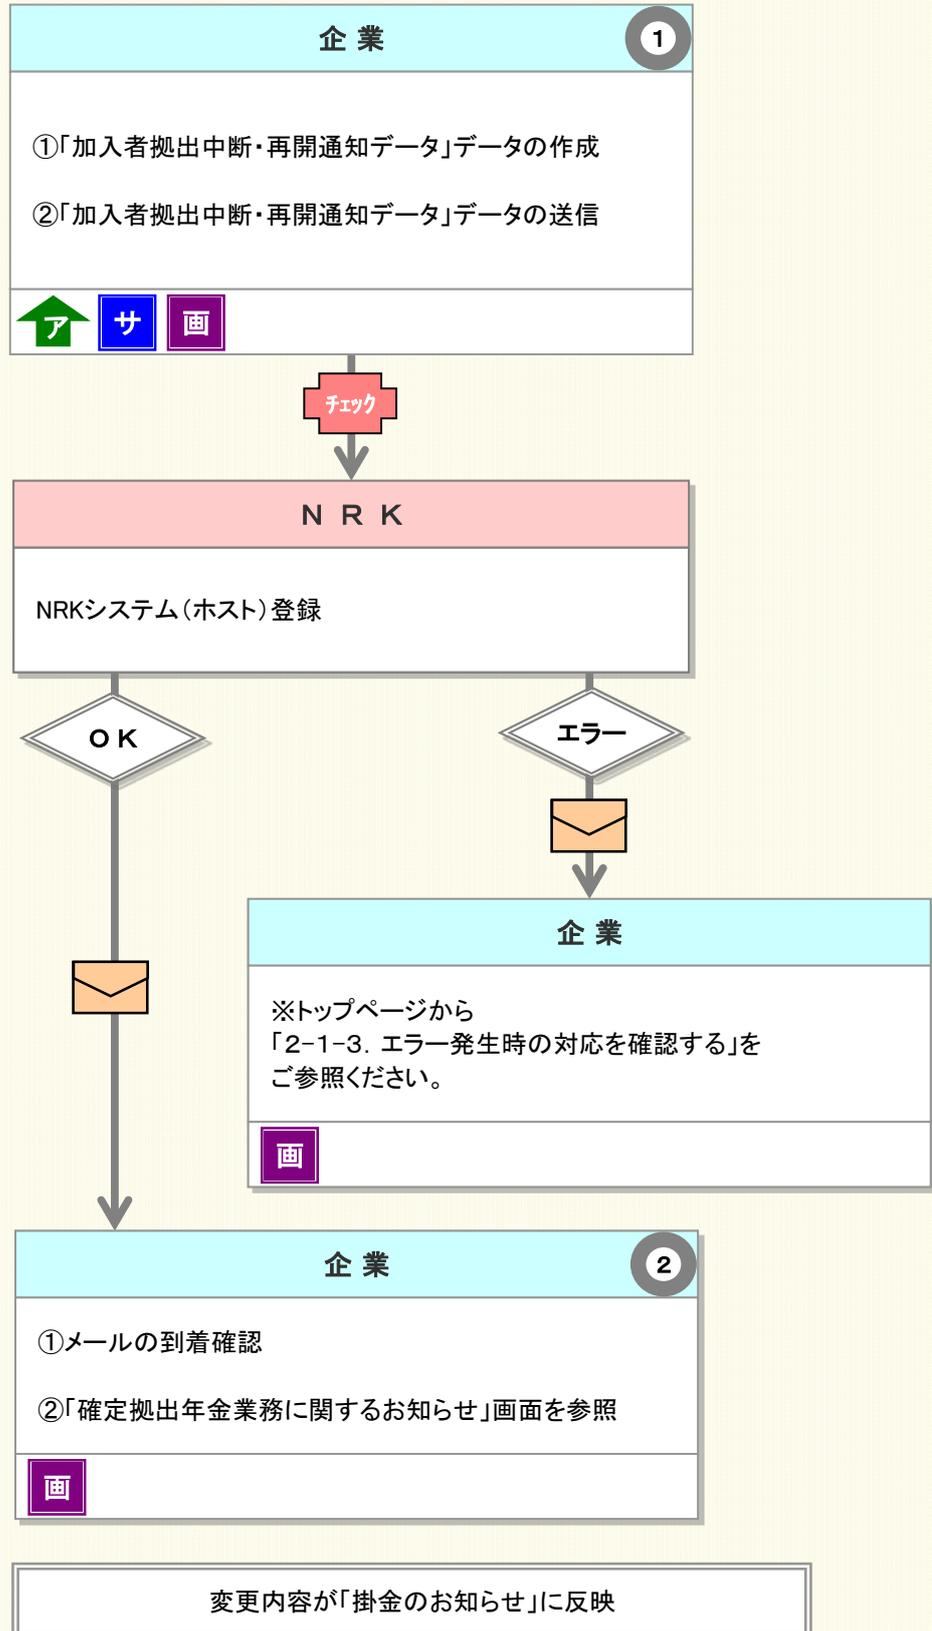 企 業
1
①「加入者拠出中断・再開通知データ」データの作成
②「加入者拠出中断・再開通知データ」データの送信
ア サ 画
チェック
ＮＲＫ
NRKシステム（ホスト）登録
ＯＫ
エラー
企 業
※トップページから
「２-１-３．エラー発生時の対応を確認する」を
ご参照ください。
画
企 業
2
①メールの到着確認
②「確定拠出年金業務に関するお知らせ」画面を参照
画
変更内容が「掛金のお知らせ」に反映